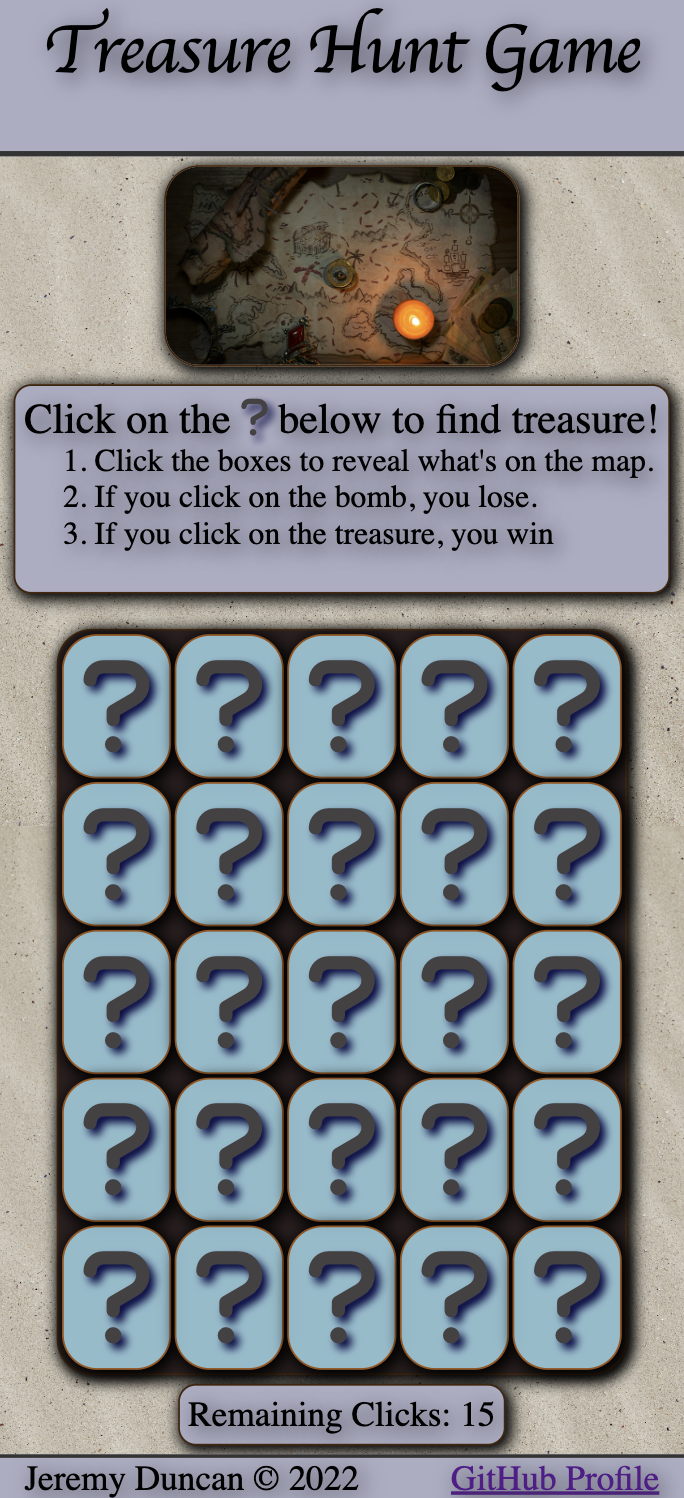 Treasure Hunt Game
Click on the ? below to find treasure!
1. Click the boxes to reveal what's on the map.
2. If you click on the bomb, you lose.
3. If you click on the treasure, you win
? ? ? ? ?
? ? ? ? ?
? ? ? ? ?
? ? ? ? ?
? ? ? ? ?
Remaining Clicks: 15
Jeremy Duncan © 2022 GitHub Profile